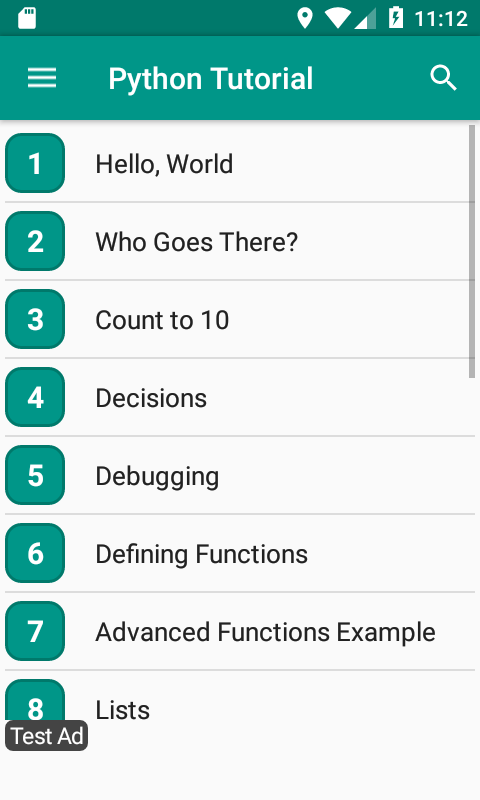 11:12
Python Tutorial
1 Hello, World
2 Who Goes There?
3 Count to 10
4 Decisions
5 Debugging
6 Defining Functions
7 Advanced Functions Example
8 Lists
Test Ad